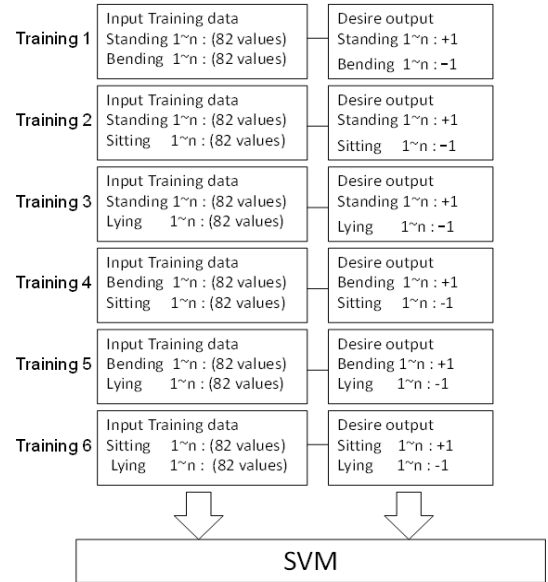 Training 1
Input Training data
Standing 1~n : (82 values)
Bending 1~n : (82 values)
Desire output
Standing 1~n : +1
Bending 1~n : −1
Training 2
Input Training data
Standing 1~n : (82 values)
Sitting 1~n : (82 values)
Desire output
Standing 1~n : +1
Sitting 1~n : −1
Training 3
Input Training data
Standing 1~n : (82 values)
Lying 1~n : (82 values)
Desire output
Standing 1~n : +1
Lying 1~n : −1
Training 4
Input Training data
Bending 1~n : (82 values)
Sitting 1~n : (82 values)
Desire output
Bending 1~n : +1
Sitting 1~n : -1
Training 5
Input Training data
Bending 1~n : (82 values)
Lying 1~n : (82 values)
Desire output
Bending 1~n : +1
Lying 1~n : -1
Training 6
Input Training data
Sitting 1~n : (82 values)
Lying 1~n : (82 values)
Desire output
Sitting 1~n : +1
Lying 1~n : -1
SVM